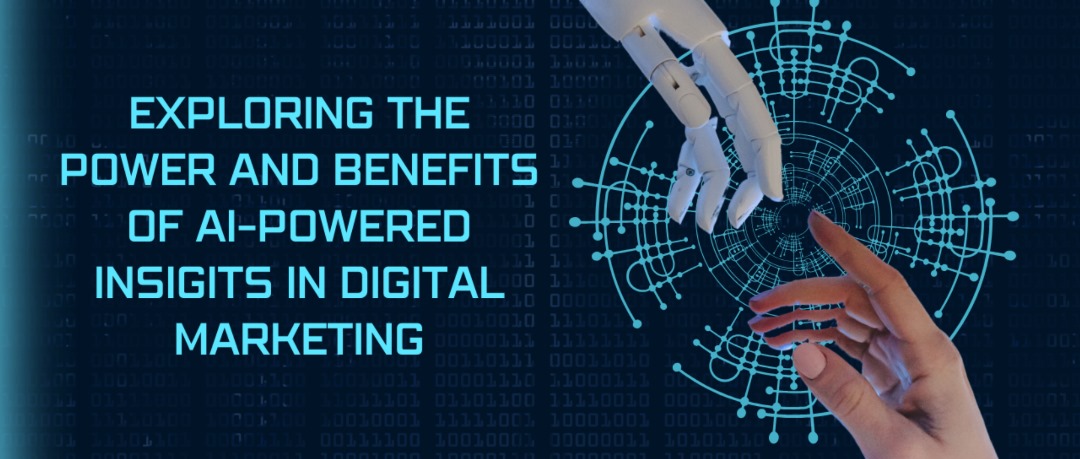 EXPLORING THE
POWER AND BENEFITS
OF AI-POWERED
INSIGITS IN DIGITAL
MARKETING